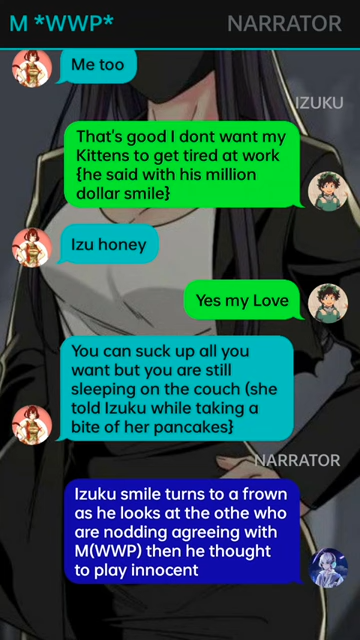 M *WWP*
NARRATOR
Me too
IZUKU
That's good I dont want my
Kittens to get tired at work
{he said with his million
dollar smile}
Izu honey
Yes my Love
You can suck up all you
want but you are still
sleeping on the couch (she
told Izuku while taking a
bite of her pancakes}
NARRATOR
Izuku smile turns to a frown
as he looks at the othe who
are nodding agreeing with
M(WWP) then he thought
to play innocent